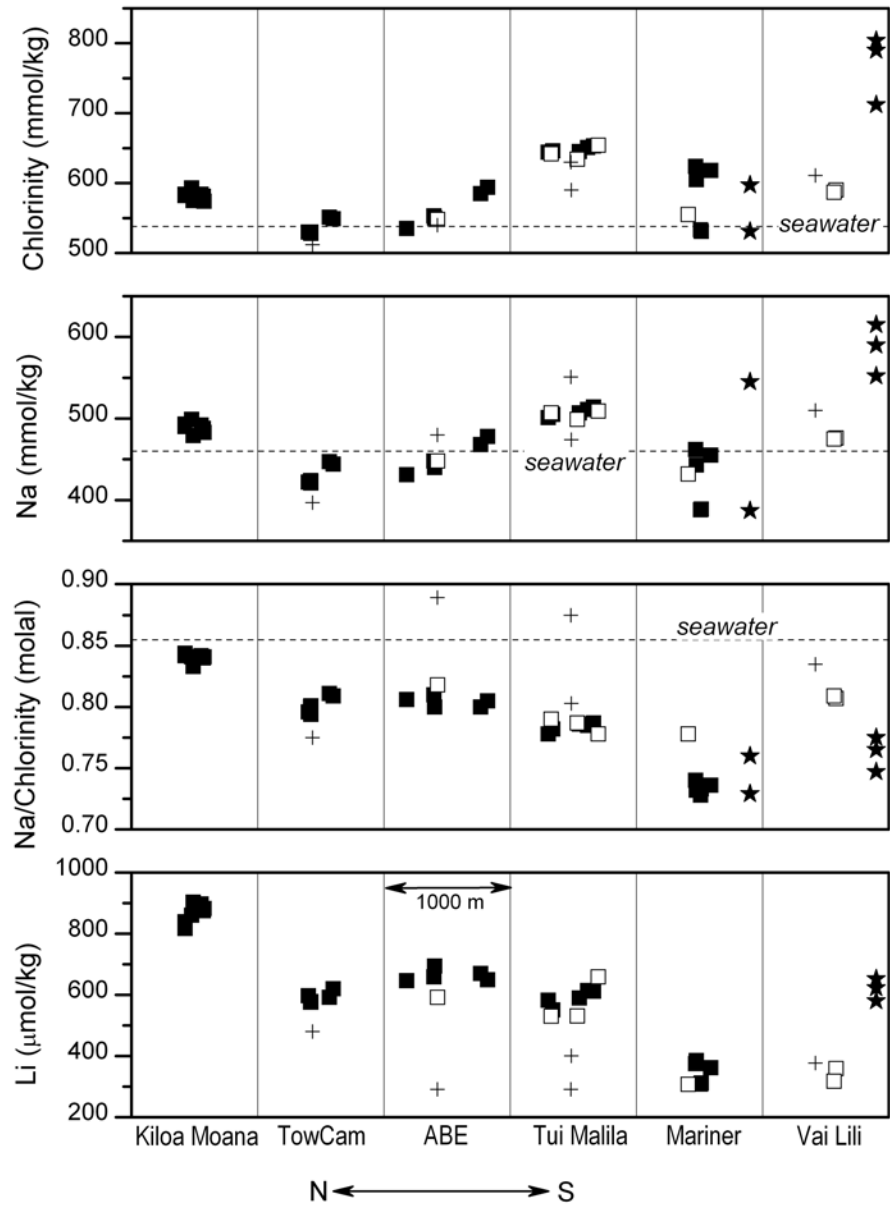 Chlorinity (mmol/kg)
800
700
600
500
seawater
Na (mmol/kg)
600
500
400
seawater
Na/Chlorinity (molal)
0.90
0.85
0.80
0.75
0.70
seawater
Li (μmol/kg)
1000
800
600
400
200
1000 m
Kiloa Moana TowCam ABE Tui Malila Mariner Vai Lili
N S